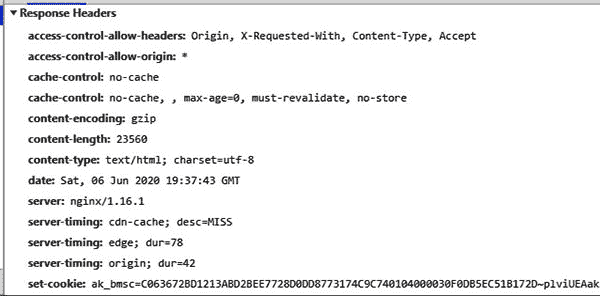 Response Headers
access-control-allow-headers: Origin, X-Requested-With, Content-Type, Accept
access-control-allow-origin: *
cache-control: no-cache
cache-control: no-cache, , max-age=0, must-revalidate, no-store
content-encoding: gzip
content-length: 23560
content-type: text/html; charset=utf-8
date: Sat, 06 Jun 2020 19:37:43 GMT
server: nginx/1.16.1
server-timing: cdn-cache; desc=MISS
server-timing: edge; dur=78
server-timing: origin; dur=42
set-cookie: ak_bmsc=C063672BD1213ABD2BEE7728D0DD8773174C9C740104000030F0DB5EC51B172D~plviUEAak